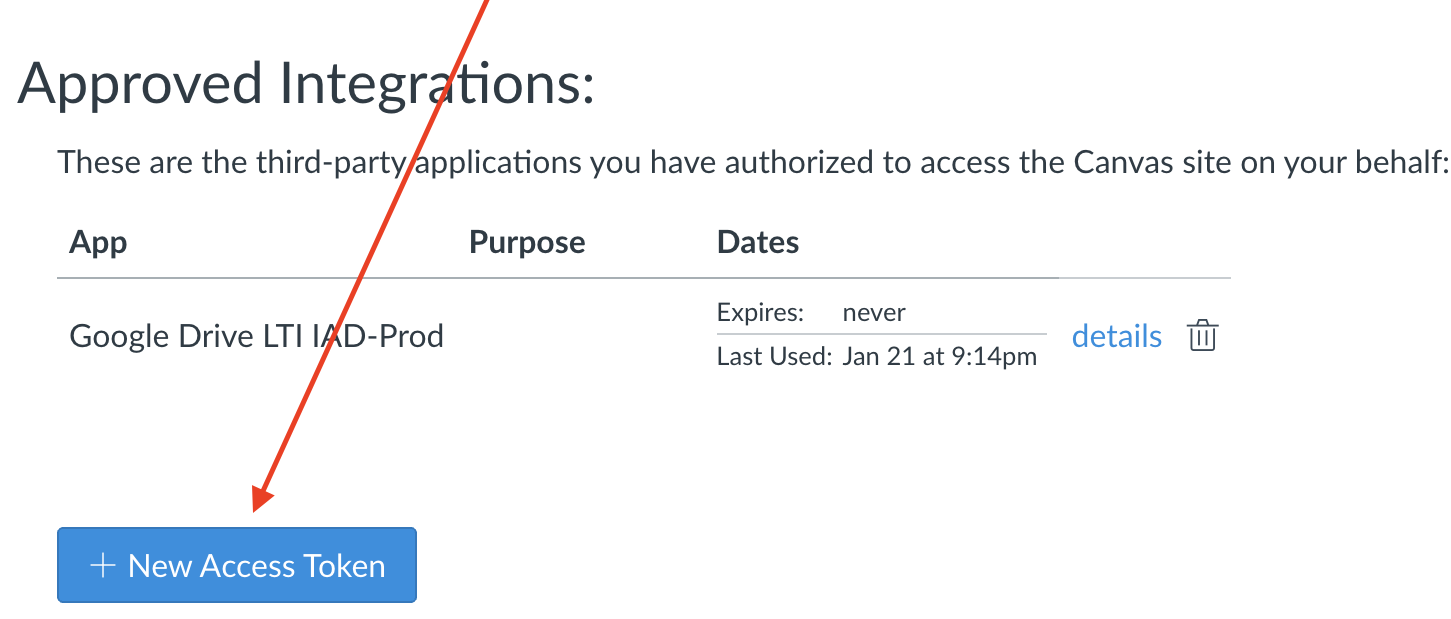 Approved Integrations:
These are the third-party applications you have authorized to access the Canvas site on your behalf:
App Purpose Dates
Expires: never
Google Drive LTI IAD-Prod details
Last Used: Jan 21 at 9:14pm
+ New Access Token